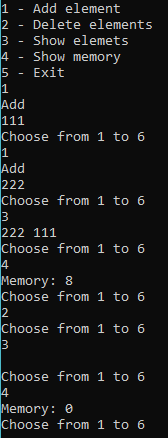 1 - Add element
2 - Delete elements
3 - Show elemets
4 - Show memory
5 - Exit
1
Add
111
Choose from 1 to 6
1
Add
222
Choose from 1 to 6
3
222 111
Choose from 1 to 6
4
Memory: 8
Choose from 1 to 6
2
Choose from 1 to 6
3
Choose from 1 to 6
4
Memory: 0
Choose from 1 to 6